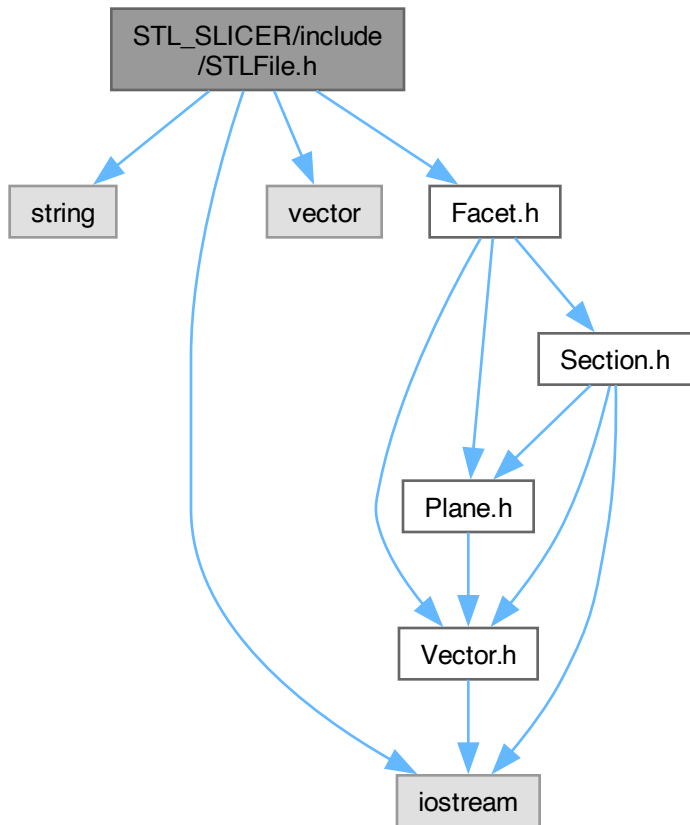 STL_SLICER/include
/STLFile.h
string
vector
Facet.h
Section.h
Plane.h
Vector.h
iostream